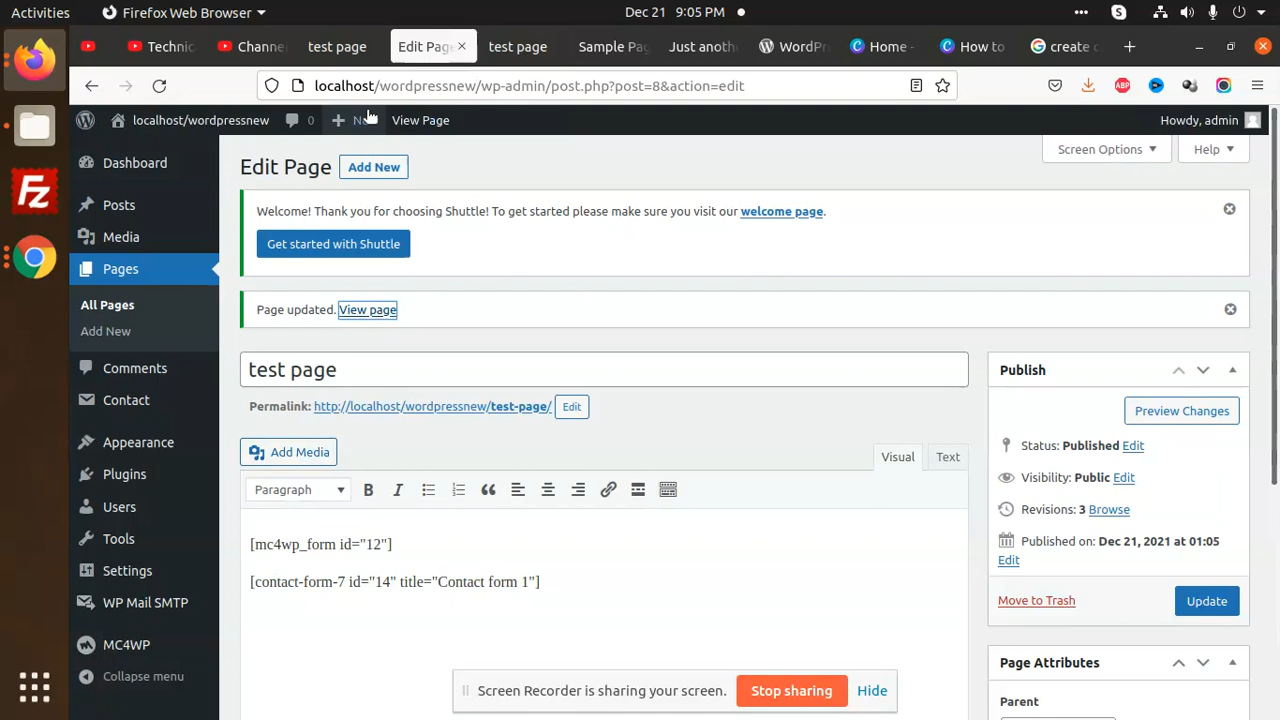 Activities
Firefox Web Browser
Dec 21 9:05 PM
Technic
Channe
test page
Edit Page
test page
Sample Pag
Just anoth
WordPr
Home -
How to
create c
localhost/wordpressnew/wp-admin/post.php?post=8&action=edit
ABP
localhost/wordpressnew
0
View Page
Howdy, admin
Dashboard
Posts
Media
Pages
All Pages
Add New
Comments
Contact
Appearance
Plugins
Users
Tools
Settings
WP Mail SMTP
MC4WP
Collapse menu
Edit Page
Add New
Screen Options
Help
Welcome! Thank you for choosing Shuttle! To get started please make sure you visit our welcome page.
Get started with Shuttle
Page updated. View page
test page
Permalink: http://localhost/wordpressnew/test-page/ Edit
Add Media
Visual
Text
Paragraph
[mc4wp_form id="12"]
[contact-form-7 id="14" title="Contact form 1"]
Publish
Preview Changes
Status: Published Edit
Visibility: Public Edit
Revisions: 3 Browse
Published on: Dec 21, 2021 at 01:05
Edit
Move to Trash
Update
Page Attributes
Parent
Screen Recorder is sharing your screen.
Stop sharing
Hide